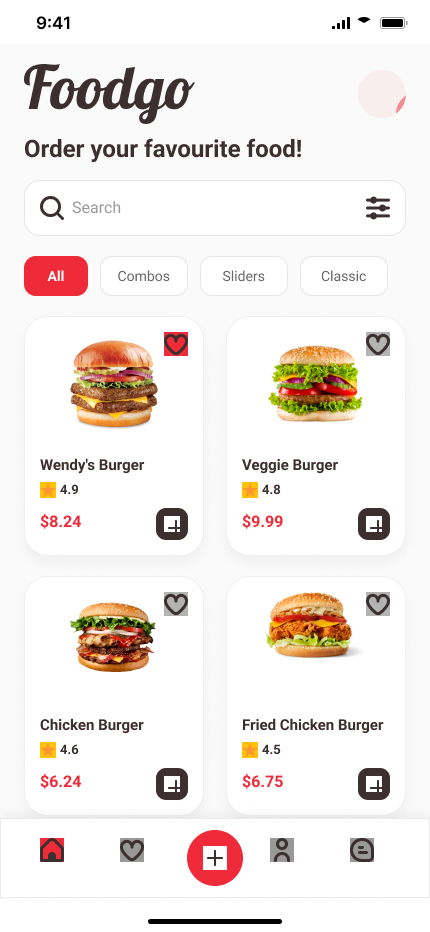 9:41
Foodgo
Order your favourite food!
Search
All
Combos
Sliders
Classic
Wendy's Burger
4.9
$8.24
Veggie Burger
4.8
$9.99
Chicken Burger
4.6
$6.24
Fried Chicken Burger
4.5
$6.75